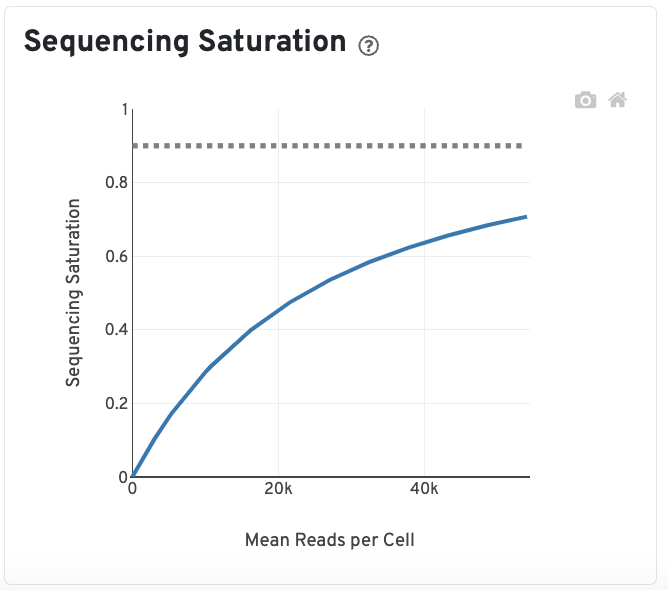 Sequencing Saturation ?
1
0.8
0.6
0.4
0.2
0
Sequencing Saturation
0 20k 40k
Mean Reads per Cell